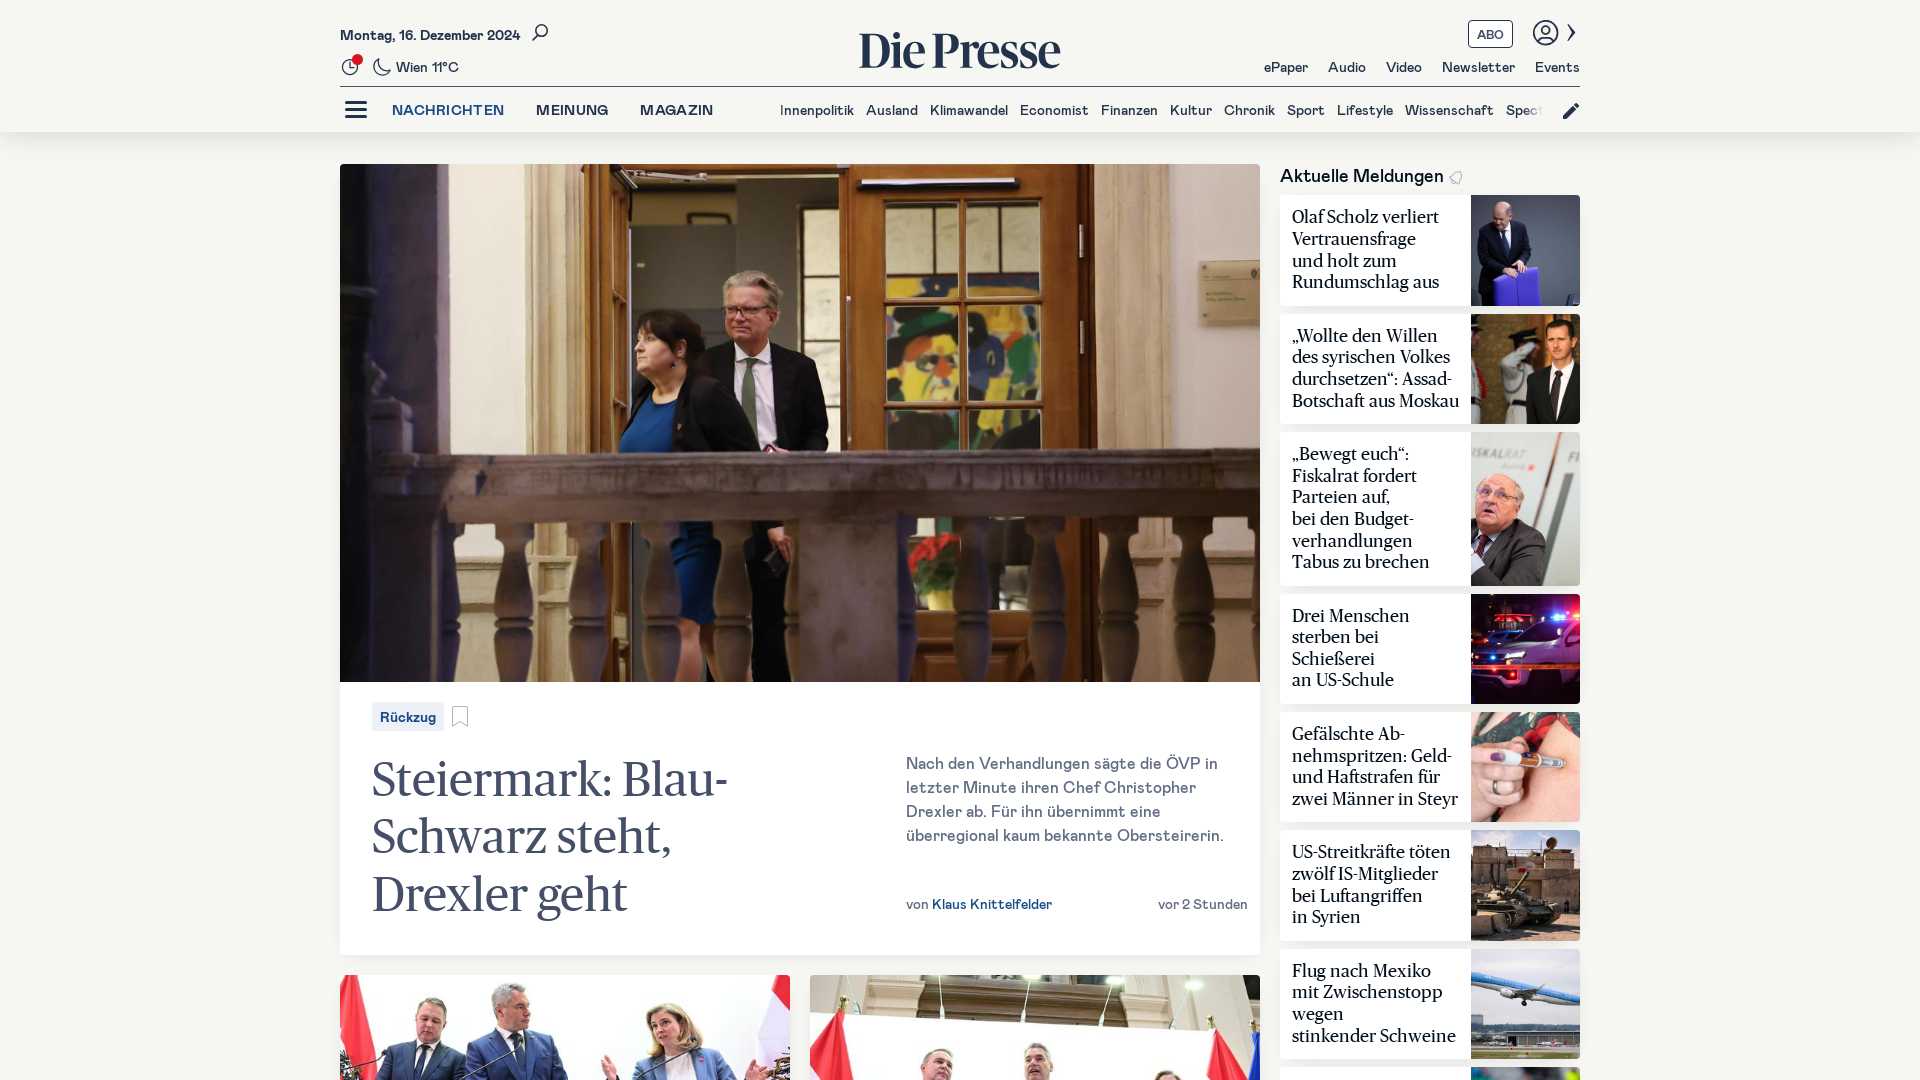 Montag, 16. Dezember 2024
Wien 11°C
Die Presse
ABO
ePaper Audio Video Newsletter Events
NACHRICHTEN MEINUNG MAGAZIN
Innenpolitik Ausland Klimawandel Economist Finanzen Kultur Chronik Sport Lifestyle Wissenschaft Spect
Rückzug
Steiermark: Blau-
Schwarz steht,
Drexler geht
Nach den Verhandlungen sägte die ÖVP in
letzter Minute ihren Chef Christopher
Drexler ab. Für ihn übernimmt eine
überregional kaum bekannte Obersteirerin.
von Klaus Knittelfelder vor 2 Stunden
Aktuelle Meldungen
Olaf Scholz verliert
Vertrauensfrage
und holt zum
Rundumschlag aus
„Wollte den Willen
des syrischen Volkes
durchsetzen“: Assad-
Botschaft aus Moskau
„Bewegt euch“:
Fiskalrat fordert
Parteien auf,
bei den Budget-
verhandlungen
Tabus zu brechen
Drei Menschen
sterben bei
Schießerei
an US-Schule
Gefälschte Ab-
nehmspritzen: Geld-
und Haftstrafen für
zwei Männer in Steyr
US-Streitkräfte töten
zwölf IS-Mitglieder
bei Luftangriffen
in Syrien
Flug nach Mexiko
mit Zwischenstopp
wegen
stinkender Schweine